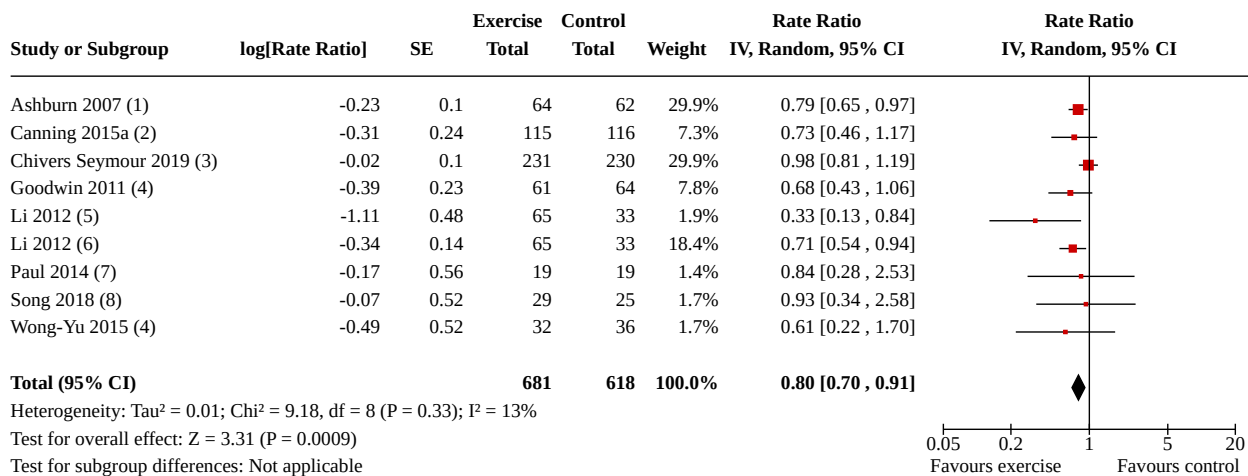 Exercise Control Rate Ratio Rate Ratio
Study or Subgroup log[Rate Ratio] SE Total Total Weight IV, Random, 95% CI IV, Random, 95% CI
Ashburn 2007 (1) -0.23 0.1 64 62 29.9% 0.79 [0.65 , 0.97]
Canning 2015a (2) -0.31 0.24 115 116 7.3% 0.73 [0.46 , 1.17]
Chivers Seymour 2019 (3) -0.02 0.1 231 230 29.9% 0.98 [0.81 , 1.19]
Goodwin 2011 (4) -0.39 0.23 61 64 7.8% 0.68 [0.43 , 1.06]
Li 2012 (5) -1.11 0.48 65 33 1.9% 0.33 [0.13 , 0.84]
Li 2012 (6) -0.34 0.14 65 33 18.4% 0.71 [0.54 , 0.94]
Paul 2014 (7) -0.17 0.56 19 19 1.4% 0.84 [0.28 , 2.53]
Song 2018 (8) -0.07 0.52 29 25 1.7% 0.93 [0.34 , 2.58]
Wong-Yu 2015 (4) -0.49 0.52 32 36 1.7% 0.61 [0.22 , 1.70]
Total (95% CI) 681 618 100.0% 0.80 [0.70 , 0.91]
Heterogeneity: Tau² = 0.01; Chi² = 9.18, df = 8 (P = 0.33); I² = 13%
Test for overall effect: Z = 3.31 (P = 0.0009)
0.05 0.2 1 5 20
Test for subgroup differences: Not applicable Favours exercise Favours control